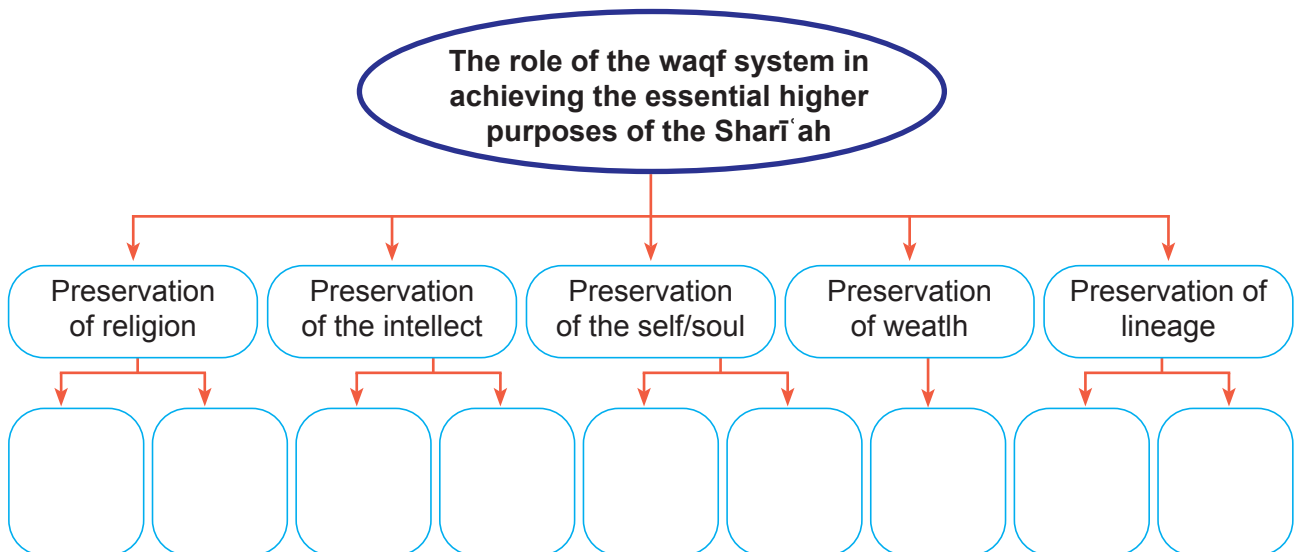 The role of the waqf system in
achieving the essential higher
purposes of the Sharīʿah
Preservation
of religion
Preservation
of the intellect
Preservation
of the self/soul
Preservation
of weatlh
Preservation of
lineage